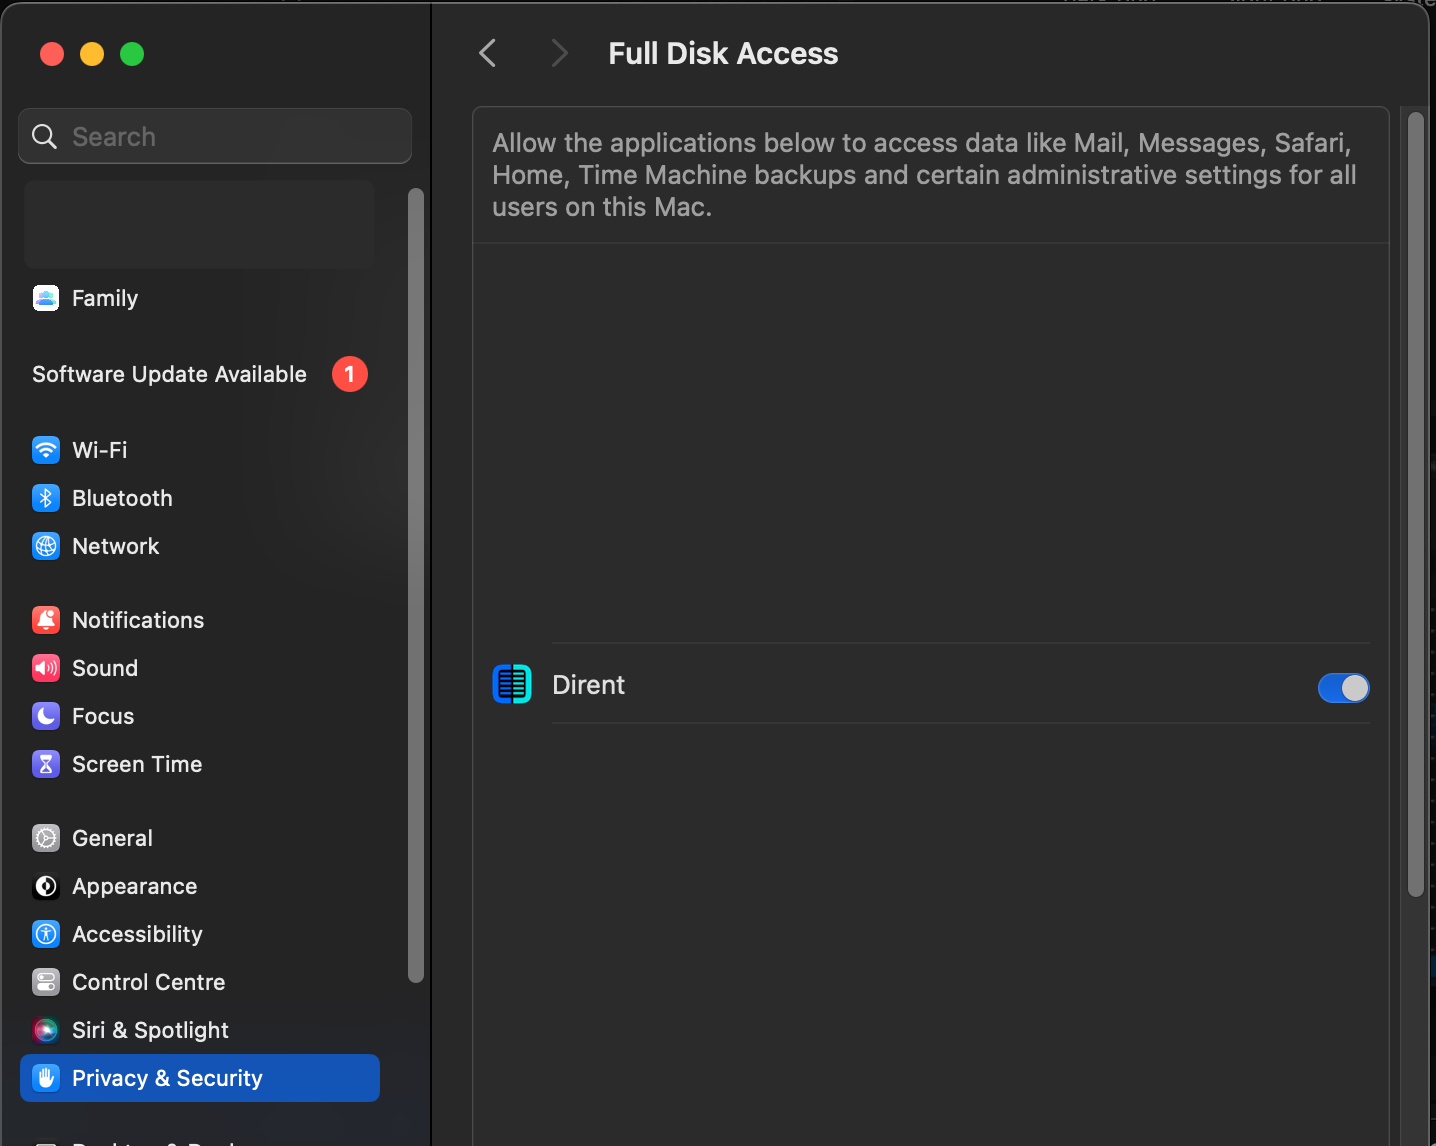 Full Disk Access
Search
Family
Software Update Available 1
Wi-Fi
Bluetooth
Network
Notifications
Sound
Focus
Screen Time
General
Appearance
Accessibility
Control Centre
Siri & Spotlight
Privacy & Security
Allow the applications below to access data like Mail, Messages, Safari,
Home, Time Machine backups and certain administrative settings for all
users on this Mac.
Dirent